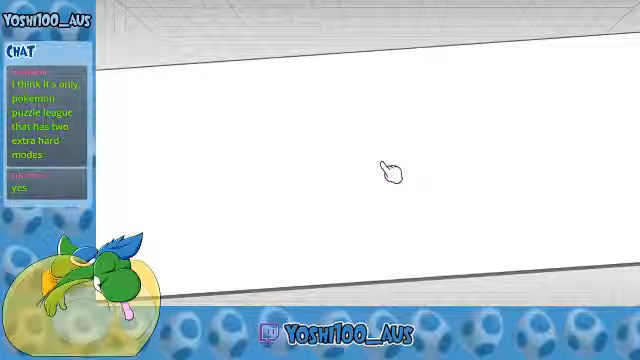 Yoshi100_Aus
Chat
I think it's only
pokemon
puzzle league
that has two
extra hard
modes
yes
Yoshi100_Aus